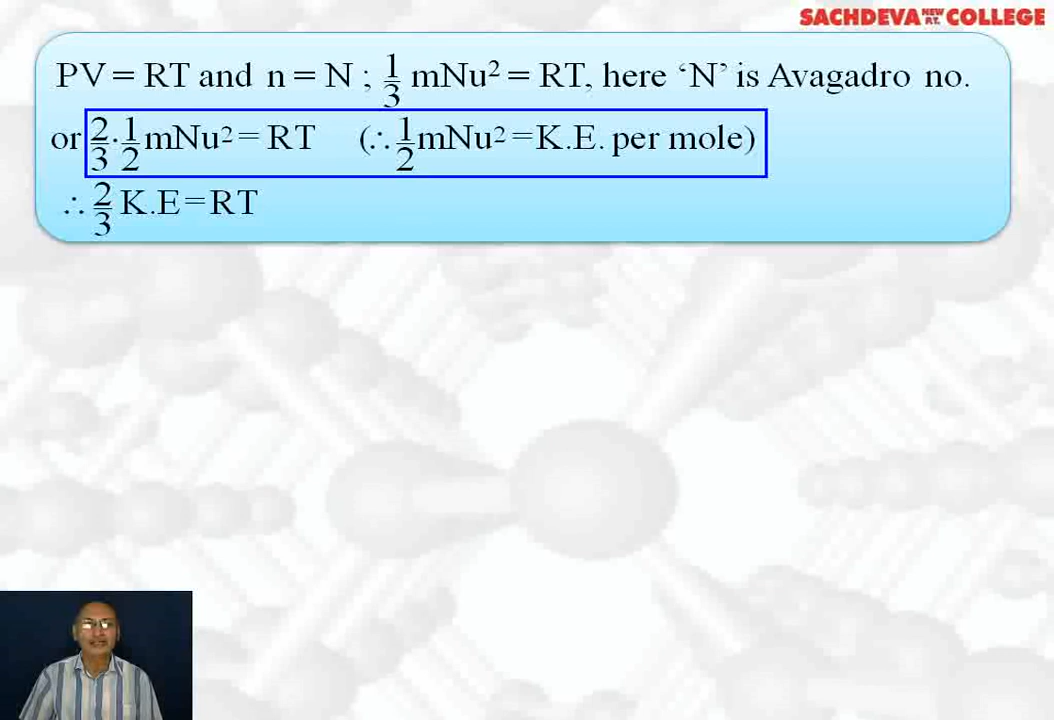 SACHDEVA NEW P.T. COLLEGE
PV = RT and n = N ; 1/3 mNu² = RT, here ‘N’ is Avagadro no.
or 2/3 · 1/2 mNu² = RT (∴ 1/2 mNu² = K.E. per mole)
∴ 2/3 K.E = RT